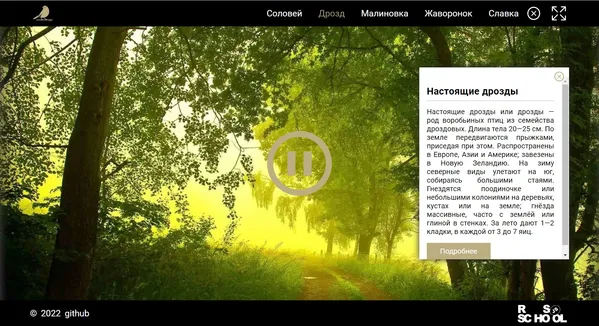 Соловей Дрозд Малиновка Жаворонок Славка
Настоящие дрозды
Настоящие дрозды или дрозды —
род воробьиных птиц из семейства
дроздовых. Длина тела 20—25 см. По
земле передвигаются прыжками,
приседая при этом. Распространены
в Европе, Азии и Америке; завезены
в Новую Зеландию. На зиму
северные виды улетают на юг,
собираясь большими стаями.
Гнездятся поодиночке или
небольшими колониями на деревьях,
кустах или на земле; гнёзда
массивные, часто с землёй или
глиной в стенках. За лето дают 1—2
кладки, в каждой от 3 до 7 яиц.
Подробнее
© 2022 github
R S
SCHOOL